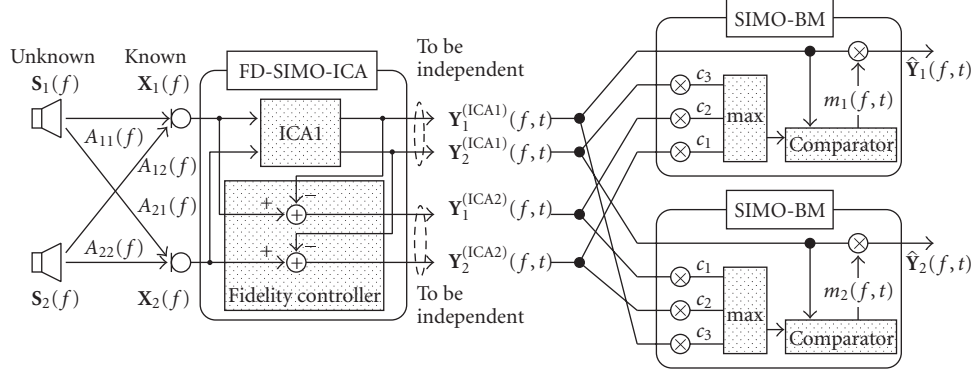 Unknown
S₁(f)
Known
X₁(f)
A₁₁(f)
A₁₂(f)
A₂₁(f)
A₂₂(f)
S₂(f)
X₂(f)
FD-SIMO-ICA
ICA1
−
+
+
−
+
+
Fidelity controller
To be
independent
Y₁^(ICA1)(f, t)
Y₂^(ICA1)(f, t)
Y₁^(ICA2)(f, t)
Y₂^(ICA2)(f, t)
To be
independent
SIMO-BM
c₃
c₂
c₁
max
m₁(f, t)
Comparator
Ŷ₁(f, t)
SIMO-BM
c₁
c₂
c₃
max
m₂(f, t)
Comparator
Ŷ₂(f, t)